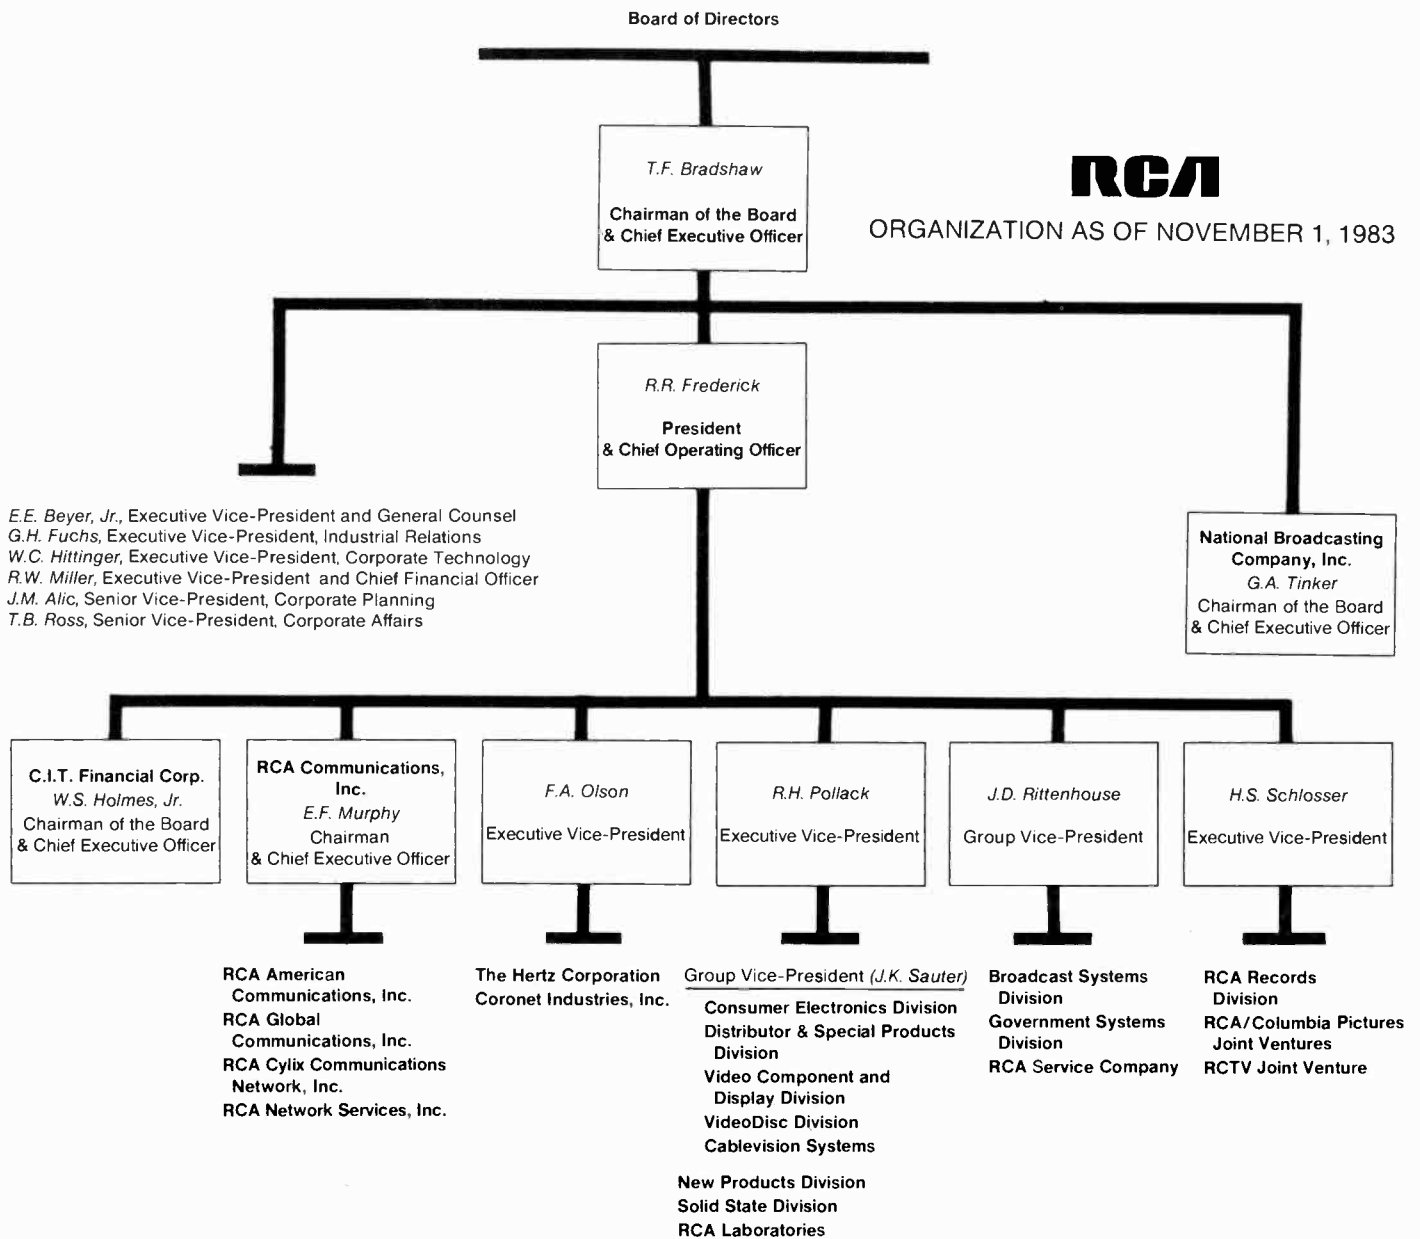 Board of Directors
T.F. Bradshaw
Chairman of the Board
& Chief Executive Officer
RCA
ORGANIZATION AS OF NOVEMBER 1, 1983
R.R. Frederick
President
& Chief Operating Officer
E.E. Beyer, Jr., Executive Vice-President and General Counsel
G.H. Fuchs, Executive Vice-President, Industrial Relations
W.C. Hittinger, Executive Vice-President, Corporate Technology
R.W. Miller, Executive Vice-President and Chief Financial Officer
J.M. Alic, Senior Vice-President, Corporate Planning
T.B. Ross, Senior Vice-President, Corporate Affairs
National Broadcasting
Company, Inc.
G.A. Tinker
Chairman of the Board
& Chief Executive Officer
C.I.T. Financial Corp.
W.S. Holmes, Jr.
Chairman of the Board
& Chief Executive Officer
RCA Communications,
Inc.
E.F. Murphy
Chairman
& Chief Executive Officer
F.A. Olson
Executive Vice-President
R.H. Pollack
Executive Vice-President
J.D. Rittenhouse
Group Vice-President
H.S. Schlosser
Executive Vice-President
RCA American
Communications, Inc.
RCA Global
Communications, Inc.
RCA Cylix Communications
Network, Inc.
RCA Network Services, Inc.
The Hertz Corporation
Coronet Industries, Inc.
Group Vice-President (J.K. Sauter)
Consumer Electronics Division
Distributor & Special Products
Division
Video Component and
Display Division
VideoDisc Division
Cablevision Systems
New Products Division
Solid State Division
RCA Laboratories
Broadcast Systems
Division
Government Systems
Division
RCA Service Company
RCA Records
Division
RCA/Columbia Pictures
Joint Ventures
RCTV Joint Venture